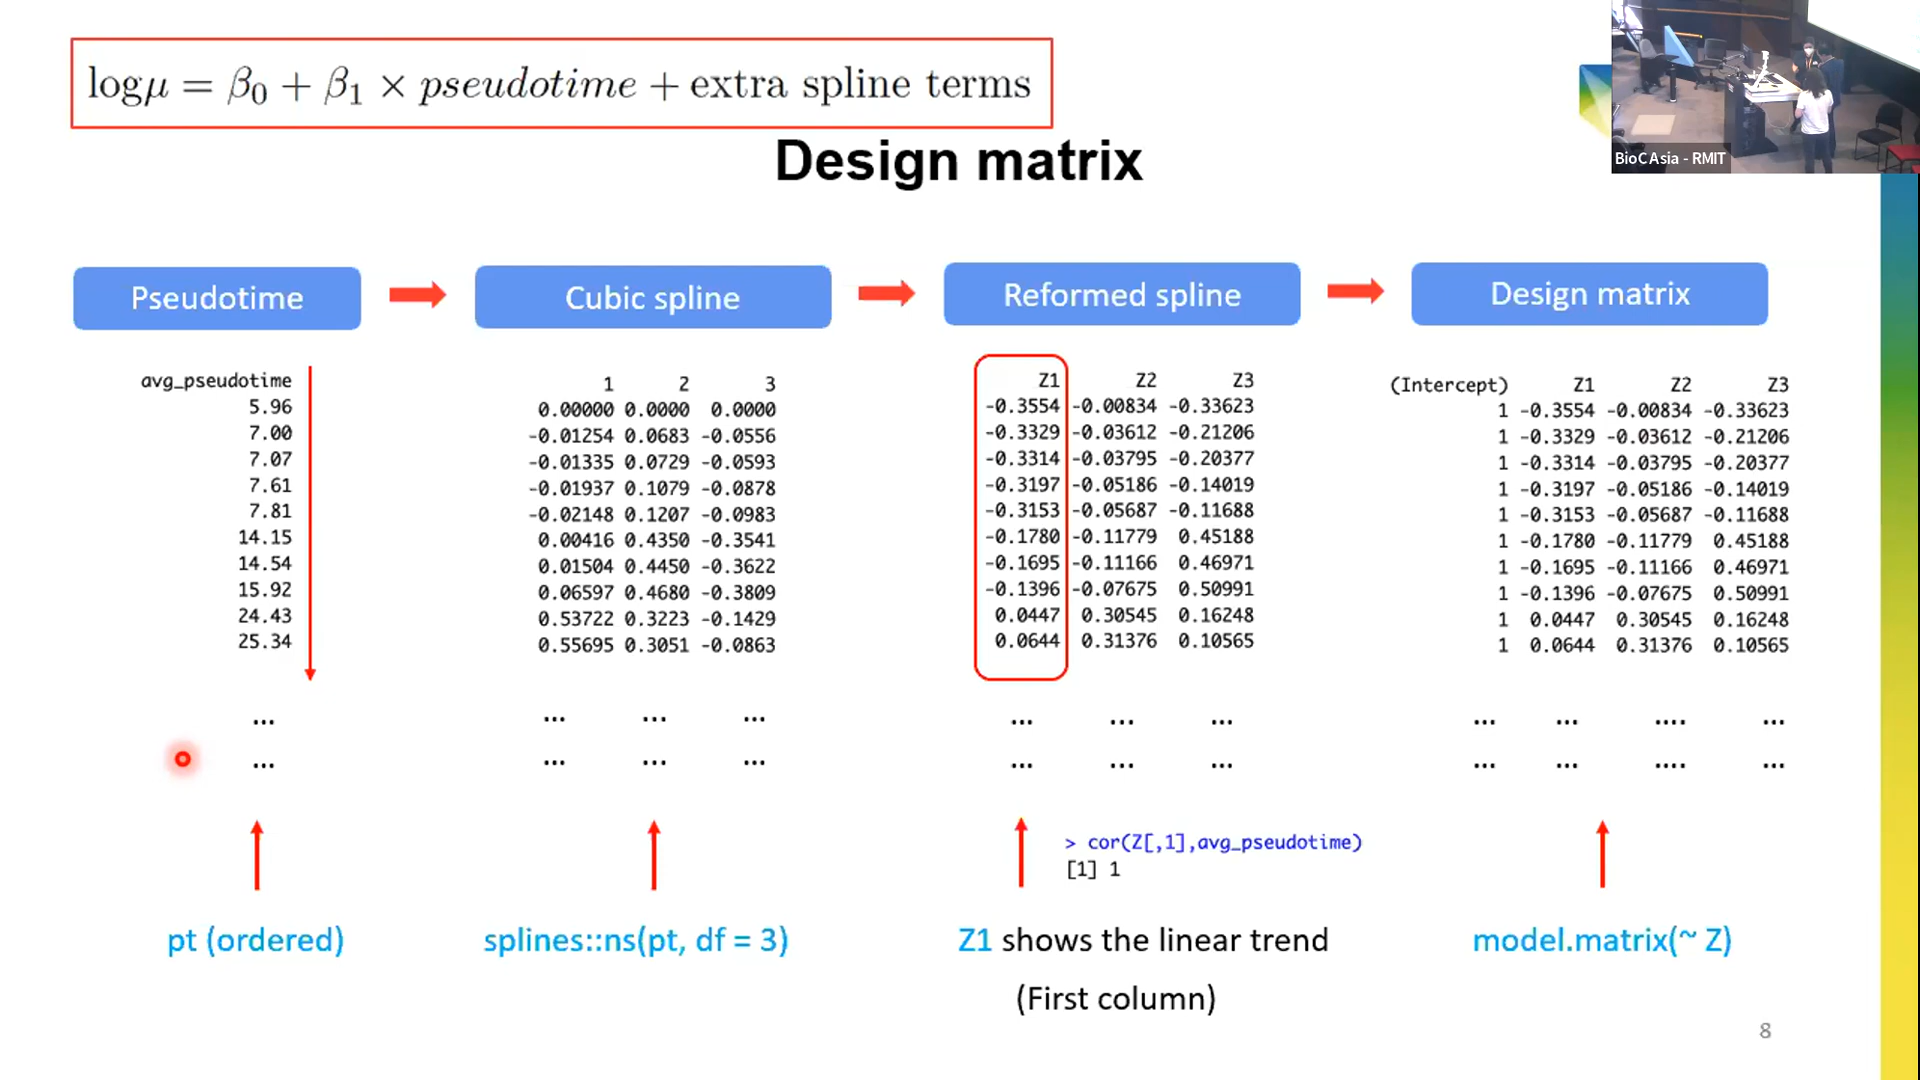 logμ = β0 + β1 × pseudotime + extra spline terms
BioCAsia - RMIT
Design matrix
Pseudotime
Cubic spline
Reformed spline
Design matrix
avg_pseudotime
5.96
7.00
7.07
7.61
7.81
14.15
14.54
15.92
24.43
25.34
...
...
1 2 3
0.00000 0.0000 0.0000
-0.01254 0.0683 -0.0556
-0.01335 0.0729 -0.0593
-0.01937 0.1079 -0.0878
-0.02148 0.1207 -0.0983
0.00416 0.4350 -0.3541
0.01504 0.4450 -0.3622
0.06597 0.4680 -0.3809
0.53722 0.3223 -0.1429
0.55695 0.3051 -0.0863
... ... ...
... ... ...
Z1 Z2 Z3
-0.3554 -0.00834 -0.33623
-0.3329 -0.03612 -0.21206
-0.3314 -0.03795 -0.20377
-0.3197 -0.05186 -0.14019
-0.3153 -0.05687 -0.11688
-0.1780 -0.11779 0.45188
-0.1695 -0.11166 0.46971
-0.1396 -0.07675 0.50991
0.0447 0.30545 0.16248
0.0644 0.31376 0.10565
... ... ...
... ... ...
(Intercept) Z1 Z2 Z3
1 -0.3554 -0.00834 -0.33623
1 -0.3329 -0.03612 -0.21206
1 -0.3314 -0.03795 -0.20377
1 -0.3197 -0.05186 -0.14019
1 -0.3153 -0.05687 -0.11688
1 -0.1780 -0.11779 0.45188
1 -0.1695 -0.11166 0.46971
1 -0.1396 -0.07675 0.50991
1 0.0447 0.30545 0.16248
1 0.0644 0.31376 0.10565
... ... .... ...
... ... .... ...
> cor(Z[,1],avg_pseudotime)
[1] 1
pt (ordered)
splines::ns(pt, df = 3)
Z1 shows the linear trend
(First column)
model.matrix(~ Z)
8